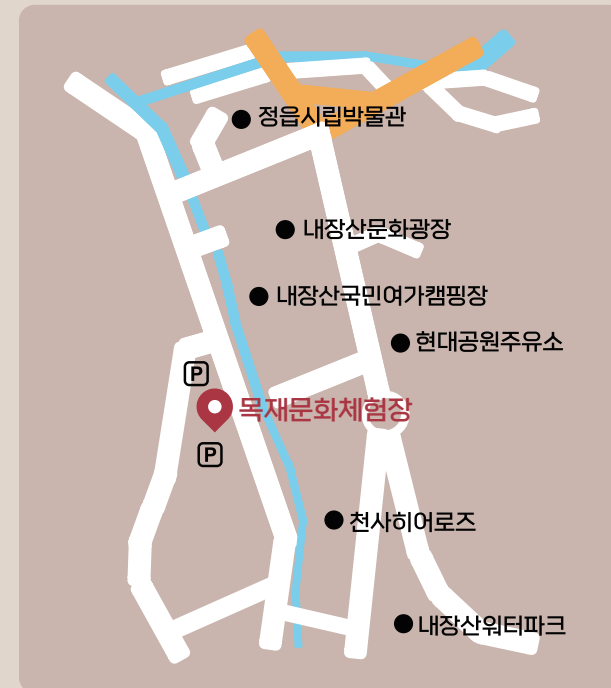 정읍시립박물관
내장산문화광장
내장산국민여가캠핑장
현대공원주유소
P
목재문화체험장
P
천사히어로즈
내장산워터파크